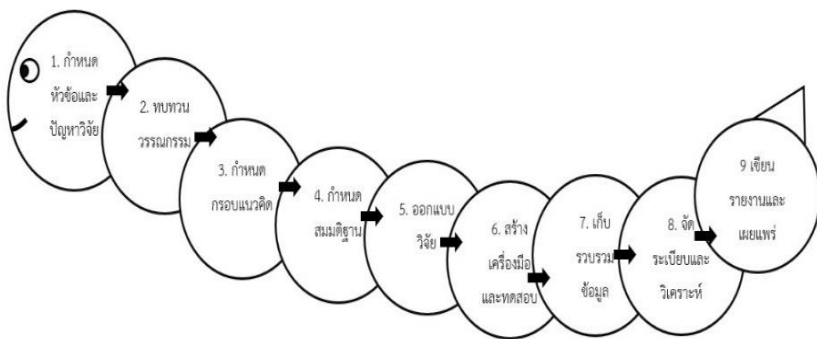 1. กำหนด
หัวข้อและ
ปัญหาวิจัย
2. ทบทวน
วรรณกรรม
3. กำหนด
กรอบแนวคิด
4. กำหนด
สมมติฐาน
5. ออกแบบ
วิจัย
6. สร้าง
เครื่องมือ
และทดสอบ
7. เก็บ
รวบรวม
ข้อมูล
8. จัด
ระเบียบและ
วิเคราะห์
9 เขียน
รายงานและ
เผยแพร่